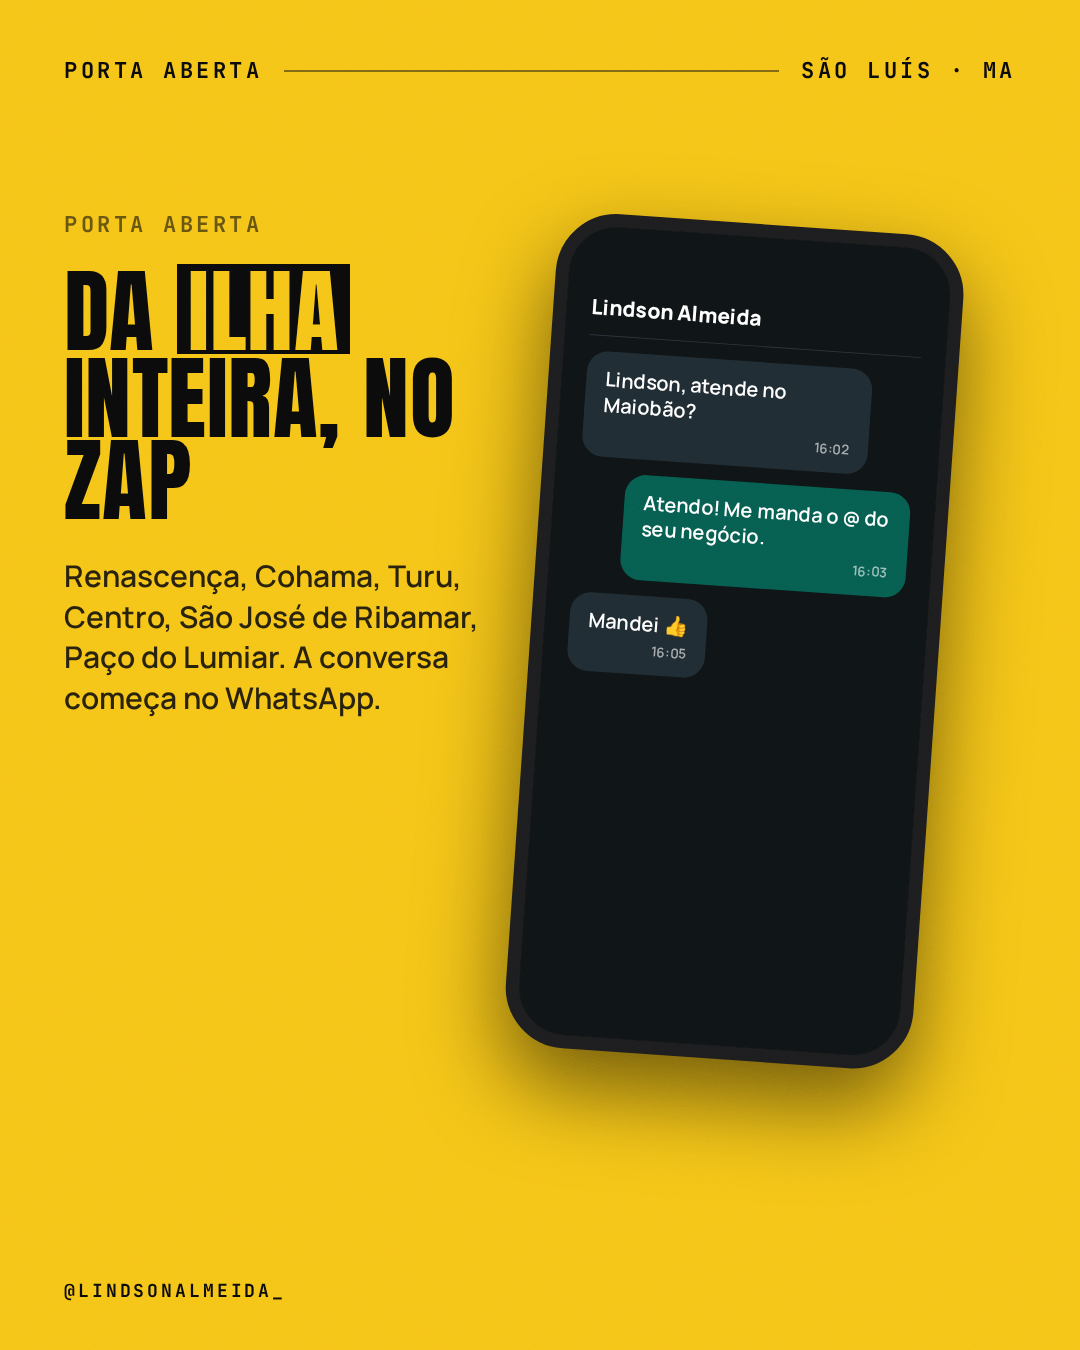 PORTA ABERTA
SÃO LUÍS · MA
PORTA ABERTA
DA ILHA
INTEIRA, NO
ZAP
Renascença, Cohama, Turu,
Centro, São José de Ribamar,
Paço do Lumiar. A conversa
começa no WhatsApp.
Lindson Almeida
Lindson, atende no
Maiobão?
16:02
Atendo! Me manda o @ do
seu negócio.
16:03
Mandei 👍
16:05
@LINDSONALMEIDA_